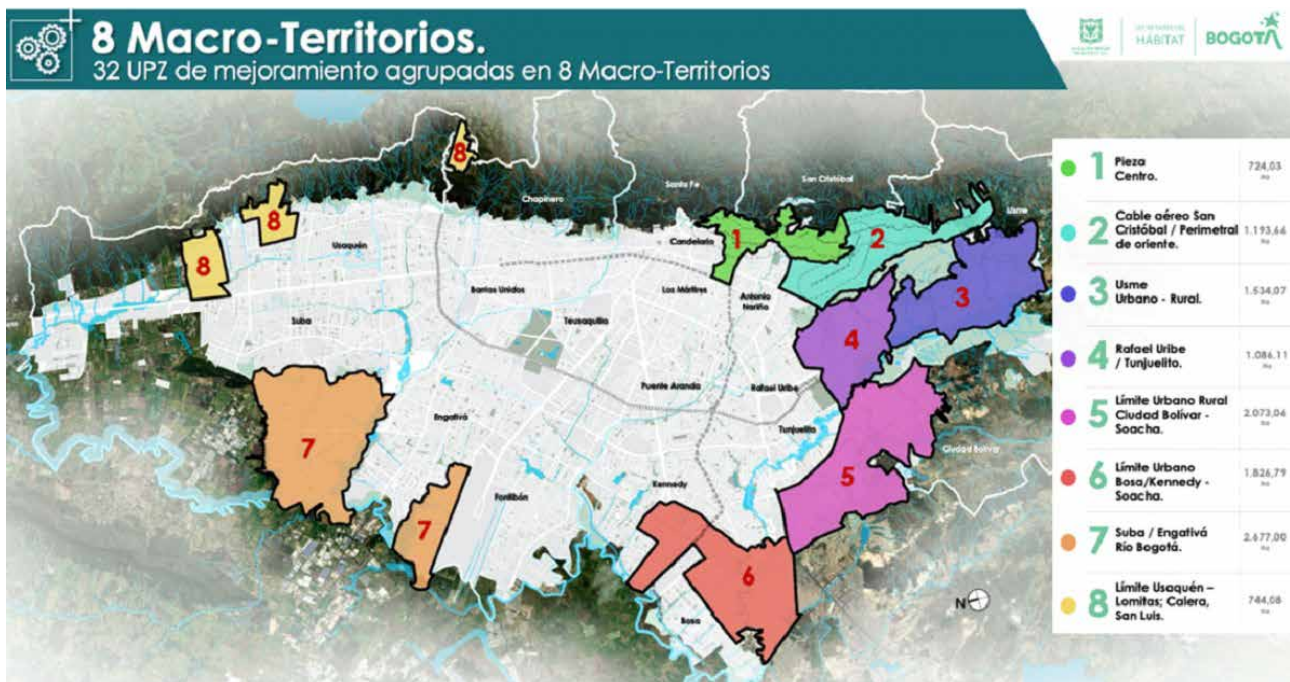 8 Macro-Territorios.
32 UPZ de mejoramiento agrupadas en 8 Macro-Territorios
HÁBITAT
BOGOTÁ
8
8
8
Usaquén
Chapinero
Santa Fe
San Cristóbal
Usme
Candelaria
1
2
3
Barrios Unidos
Los Mártires
Antonio
Nariño
Suba
Teusaquillo
4
Puente Aranda
Rafael Uribe
Engativá
Tunjuelito
7
Ciudad Bolívar
5
Kennedy
Fontibón
7
6
Bosa
N
1
Pieza
Centro.
724,03
2
Cable aéreo San
Cristóbal / Perimetral
de oriente.
1.193,66
3
Usme
Urbano - Rural.
1.534,07
4
Rafael Uribe
/ Tunjuelito.
1.086,11
5
Límite Urbano Rural
Ciudad Bolívar -
Soacha.
2.073,04
6
Límite Urbano
Bosa/Kennedy -
Soacha.
1.826,79
7
Suba / Engativá
Río Bogotá.
2.677,00
8
Límite Usaquén –
Lomitas; Calera,
San Luis.